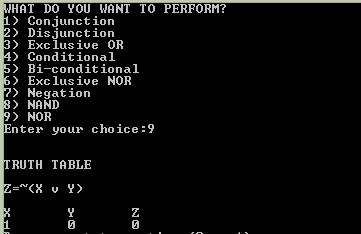 WHAT DO YOU WANT TO PERFORM?
1) Conjunction
2) Disjunction
3) Exclusive OR
4) Conditional
5) Bi-conditional
6) Exclusive NOR
7) Negation
8) NAND
9) NOR
Enter your choice:9
TRUTH TABLE
Z=~(X v Y)
X Y Z
1 0 0